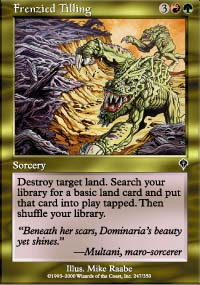 Frenzied Tilling
3
Sorcery
Destroy target land. Search your
library for a basic land card and put
that card into play tapped. Then
shuffle your library.
"Beneath her scars, Dominaria's beauty
yet shines."
—Multani, maro-sorcerer
Illus. Mike Raabe
©1993–2000 Wizards of the Coast, Inc. 247/350